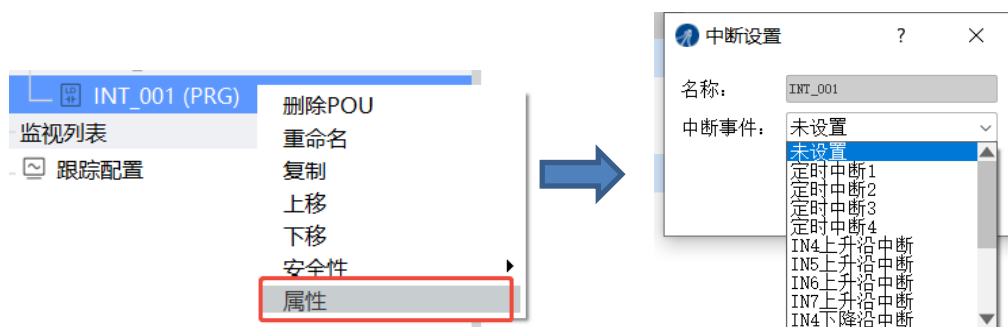 INT_001 (PRG)
监视列表
跟踪配置
删除POU
重命名
复制
上移
下移
安全性
属性
中断设置
名称：
INT_001
中断事件：
未设置
未设置
定时中断1
定时中断2
定时中断3
定时中断4
IN4上升沿中断
IN5上升沿中断
IN6上升沿中断
IN7上升沿中断
IN4下降沿中断